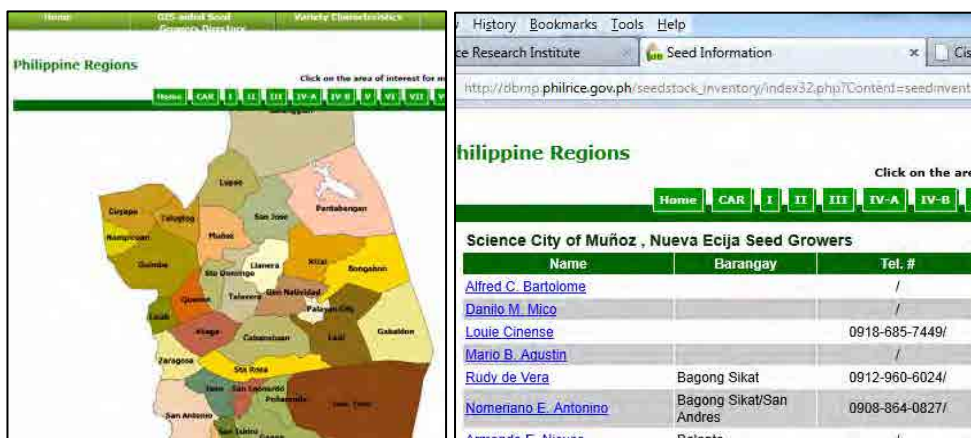 Home GIS-aided Seed Growers Directory Variety Characteristics
Philippine Regions
Click on the area of interest for m
Home CAR I II III IV-A IV-B V VI VII
Lupao
Cuyapo
Talugtog
San Jose
Pantabangan
Nampicuan
Muñoz
Guimba
Sto Domingo
Llanera
Rizal
Bongabon
Quezon
Talavera
Gen Natividad
Palayan City
Licab
Aliaga
Cabanatuan
Laul
Gabaldon
Zaragosa
Sta Rosa
Jaen
San Leonardo
Peñaranda
San Antonio
San Isidro
w History Bookmarks Tools Help
ce Research Institute
Seed Information
Cis
http://dbmp.philrice.gov.ph/seedstock_inventory/index32.php?Content=seedinvent
hilippine Regions
Click on the are
Home CAR I II III IV-A IV-B
Science City of Muñoz , Nueva Ecija Seed Growers
Name Barangay Tel. #
Alfred C. Bartolome /
Danilo M. Mico /
Louie Cinense 0918-685-7449/
Mario B. Agustin /
Rudy de Vera Bagong Sikat 0912-960-6024/
Nomeriano E. Antonino Bagong Sikat/San Andres 0908-864-0827/